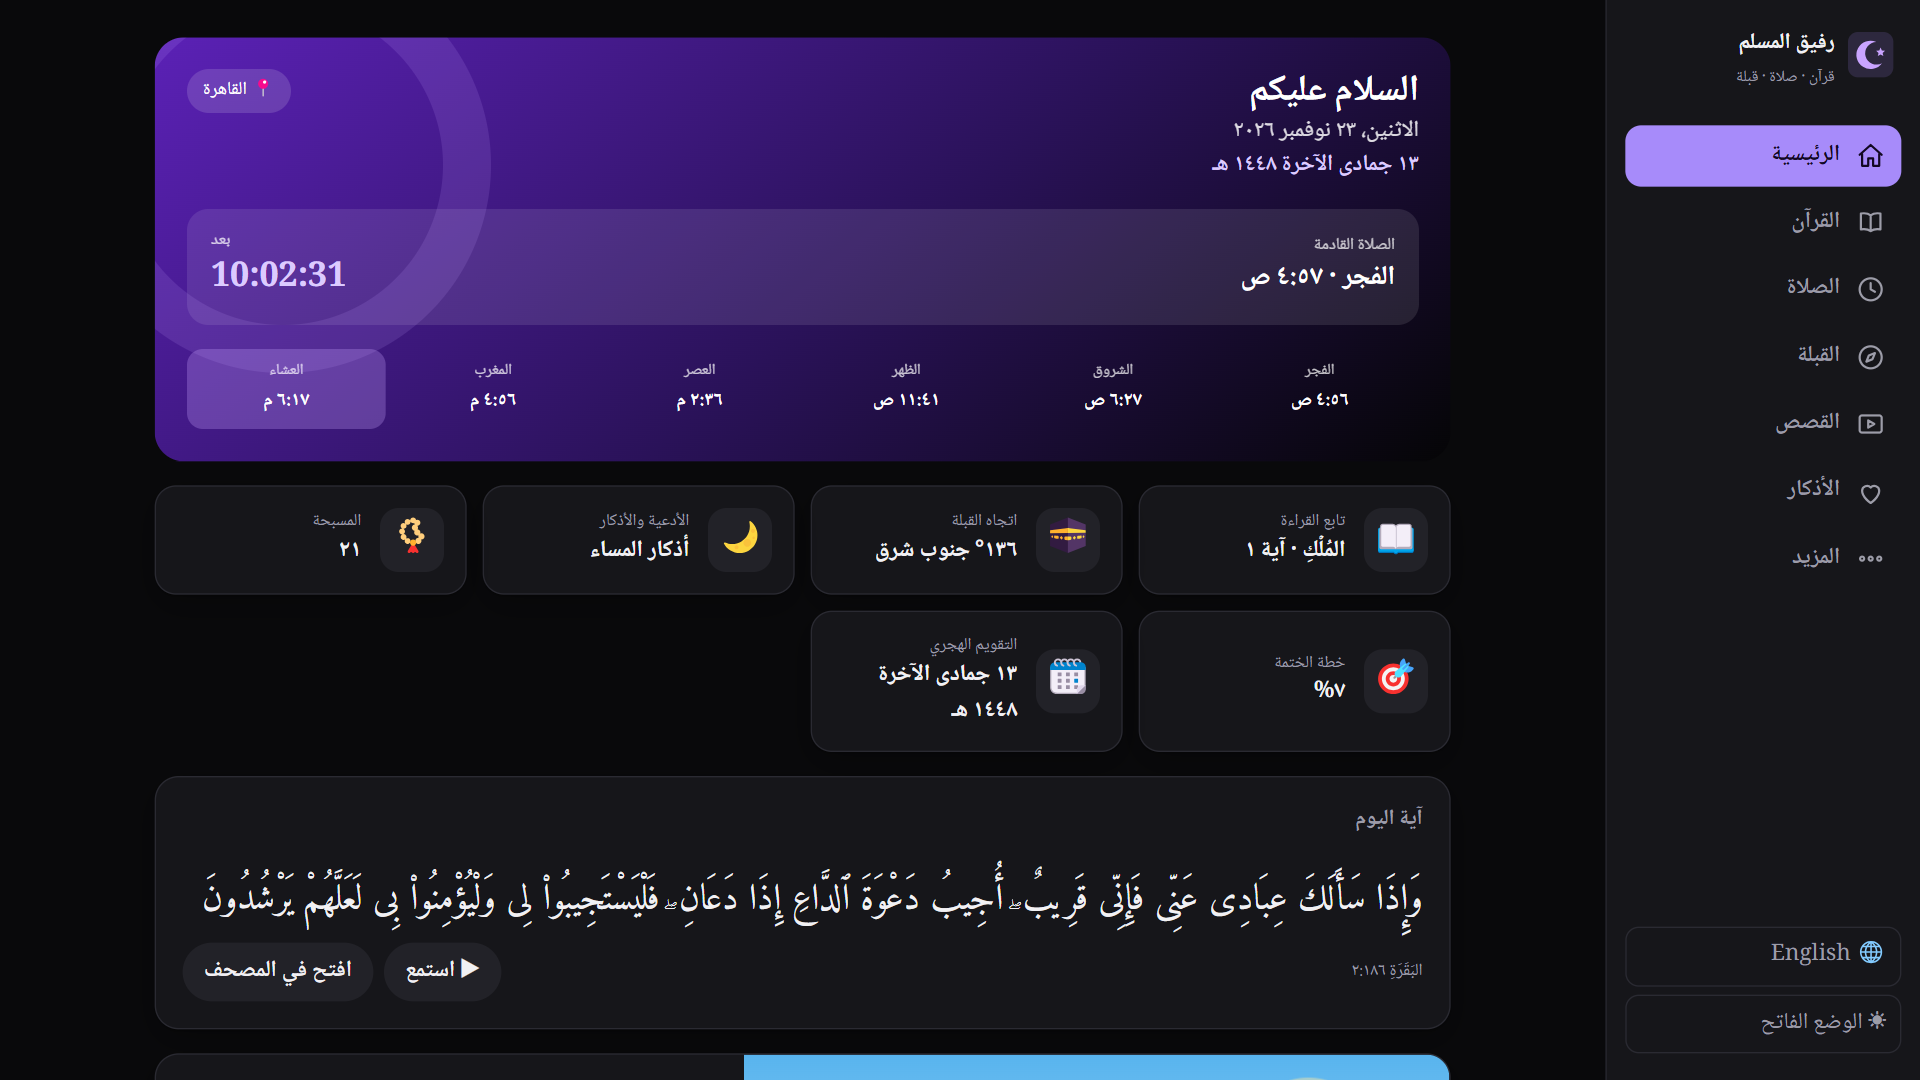 رفيق المسلم
قرآن · صلاة · قبلة
الرئيسية
القرآن
الصلاة
القبلة
القصص
الأذكار
المزيد
English
الوضع الفاتح
السلام عليكم
الاثنين، ٢٣ نوفمبر ٢٠٢٦
١٣ جمادى الآخرة ١٤٤٨ هـ
القاهرة
الصلاة القادمة
الفجر · ٤:٥٧ ص
بعد
10:02:31
الفجر
٤:٥٦ ص
الشروق
٦:٢٧ ص
الظهر
١١:٤١ ص
العصر
٢:٣٦ م
المغرب
٤:٥٦ م
العشاء
٦:١٧ م
تابع القراءة
المُلْكِ · آية ١
اتجاه القبلة
١٣٦° جنوب شرق
الأدعية والأذكار
أذكار المساء
المسبحة
٢١
خطة الختمة
٧%
التقويم الهجري
١٣ جمادى الآخرة
١٤٤٨ هـ
آية اليوم
وَإِذَا سَأَلَكَ عِبَادِى عَنِّى فَإِنِّى قَرِيبٌ ۖ أُجِيبُ دَعْوَةَ ٱلدَّاعِ إِذَا دَعَانِ ۖ فَلْيَسْتَجِيبُوا۟ لِى وَلْيُؤْمِنُوا۟ بِى لَعَلَّهُمْ يَرْشُدُونَ
البَقَرَةِ ٢:١٨٦
استمع
افتح في المصحف